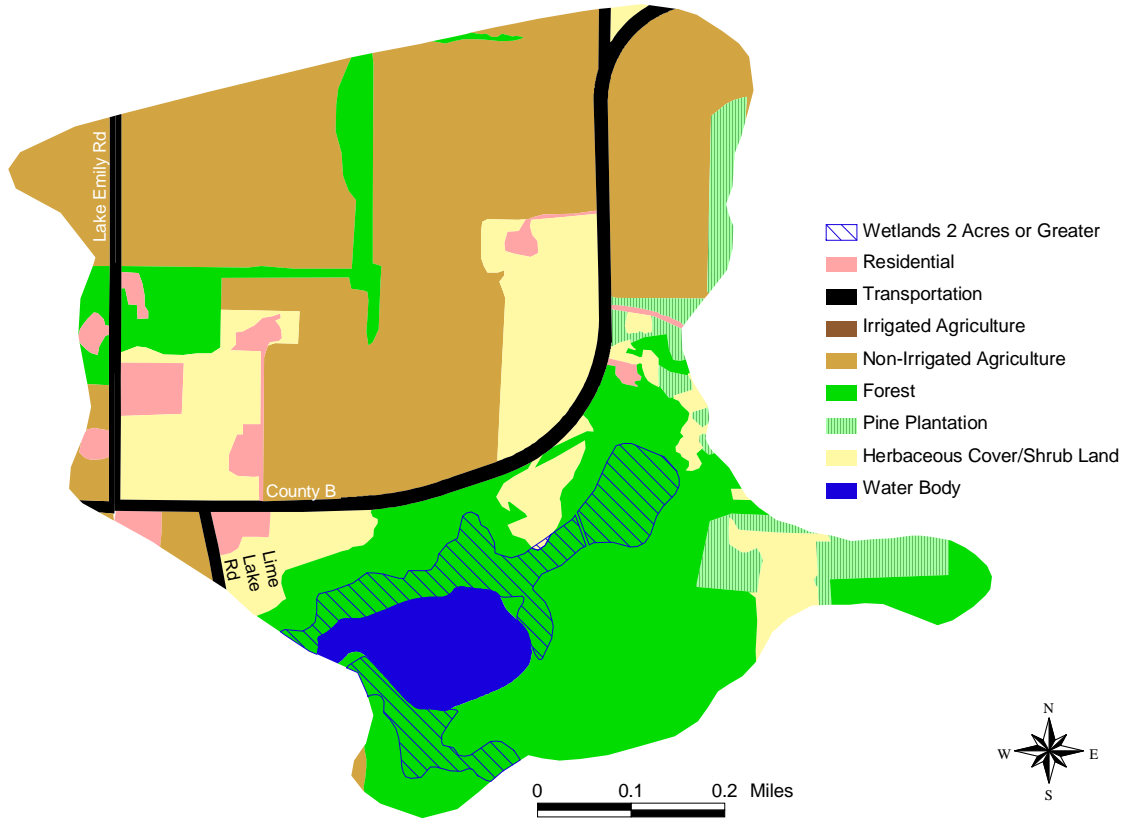 Lake Emily Rd
Wetlands 2 Acres or Greater
Residential
Transportation
Irrigated Agriculture
Non-Irrigated Agriculture
Forest
Pine Plantation
Herbaceous Cover/Shrub Land
Water Body
County B
Lime
Lake
Rd
N
W E
S
0 0.1 0.2 Miles